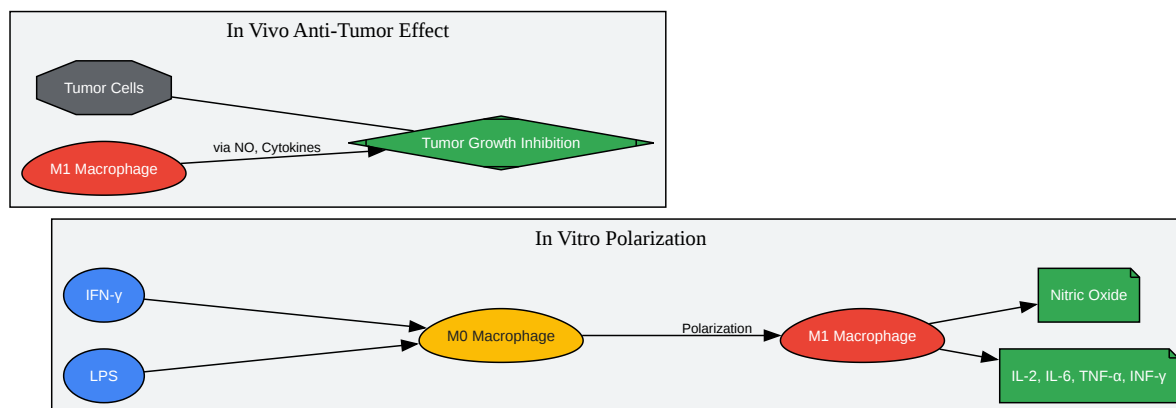 In Vivo Anti-Tumor Effect
Tumor Cells
M1 Macrophage
via NO, Cytokines
Tumor Growth Inhibition
In Vitro Polarization
IFN-γ
LPS
M0 Macrophage
Polarization
M1 Macrophage
Nitric Oxide
IL-2, IL-6, TNF-α, INF-γ